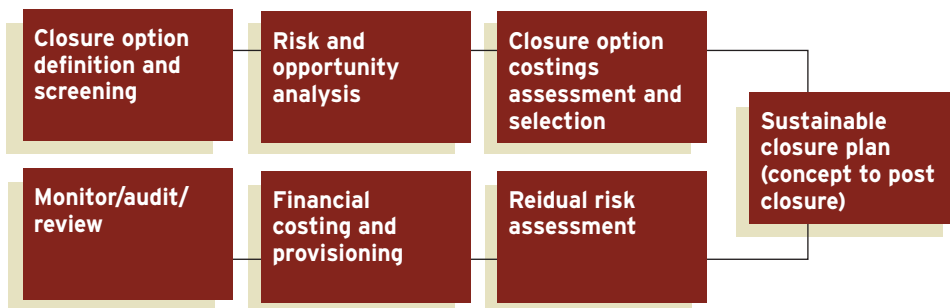 Closure option
definition and
screening
Risk and
opportunity
analysis
Closure option
costings
assessment and
selection
Sustainable
closure plan
(concept to post
closure)
Monitor/audit/
review
Financial
costing and
provisioning
Reidual risk
assessment